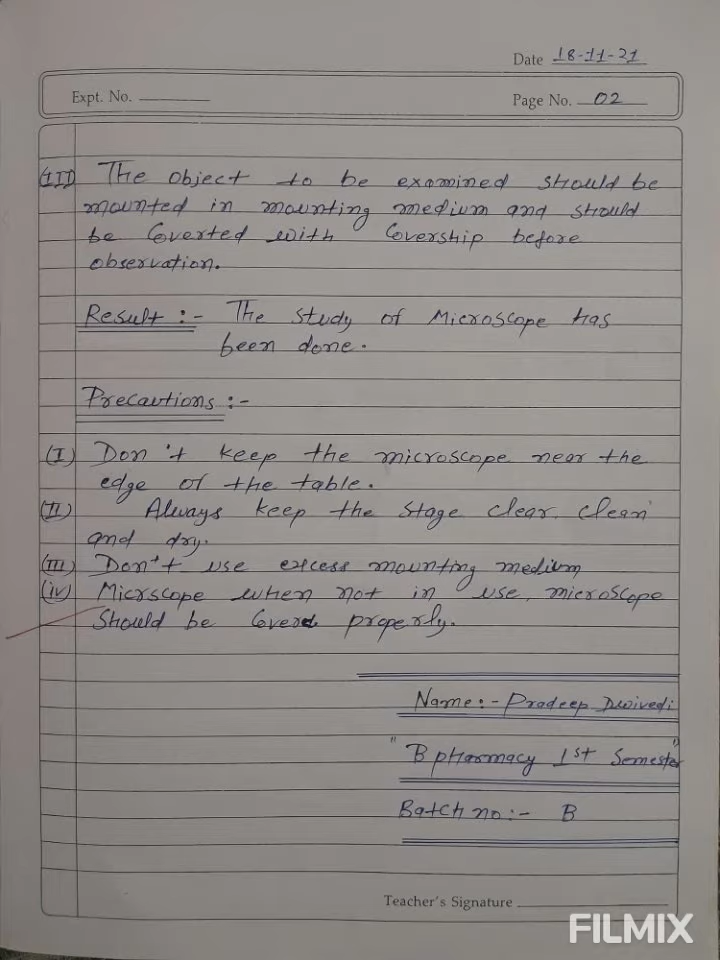 Date 18-11-21
Expt. No.
Page No. 02
(III) The object to be examined should be
mounted in mounting medium and should
be Coverted with Covership before
observation.
Result :- The study of Microscope has
been done.
Precautions :-
(I) Don't keep the microscope near the
edge of the table.
(II) Always keep the stage clear clean
and dry.
(III) Don't use excess mounting medium
(iv) Micrscope when not in use, microscope
should be Coverd properly.
Name:- Pradeep Dwivedi
"B pharmacy 1st Semester"
Batch no:- B
Teacher's Signature
FILMIX